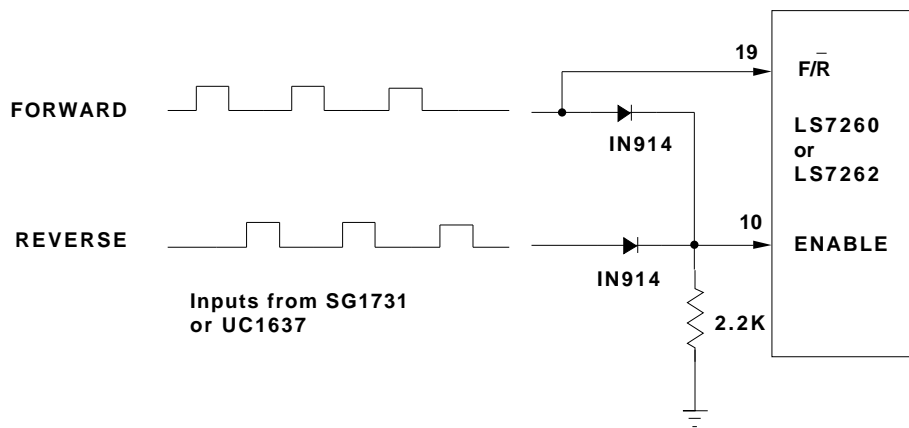 19
F/R̅
FORWARD
IN914
LS7260
or
LS7262
REVERSE
10
ENABLE
IN914
Inputs from SG1731
or UC1637
2.2K